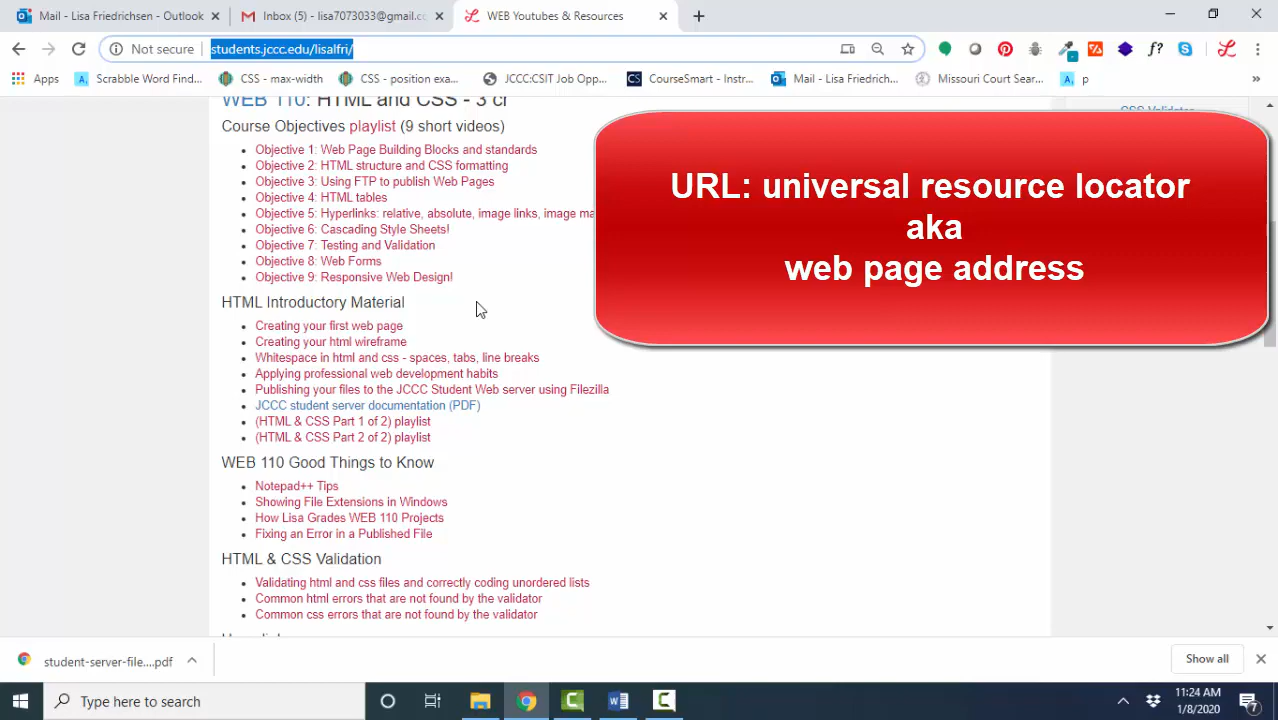 Mail - Lisa Friedrichsen - Outlook
Inbox (5) - lisa7073033@gmail.cc
WEB Youtubes & Resources
Not secure
students.jccc.edu/lisalfri/
Apps
Scrabble Word Find...
CSS - max-width
CSS - position exa...
JCCC:CSIT Job Opp...
CourseSmart - Instr...
Mail - Lisa Friedrich...
Missouri Court Sear...
p
WEB 110: HTML and CSS - 3 cr
CSS Validator
Course Objectives playlist (9 short videos)
Objective 1: Web Page Building Blocks and standards
Objective 2: HTML structure and CSS formatting
Objective 3: Using FTP to publish Web Pages
Objective 4: HTML tables
Objective 5: Hyperlinks: relative, absolute, image links, image ma
Objective 6: Cascading Style Sheets!
Objective 7: Testing and Validation
Objective 8: Web Forms
Objective 9: Responsive Web Design!
URL: universal resource locator
aka
web page address
HTML Introductory Material
Creating your first web page
Creating your html wireframe
Whitespace in html and css - spaces, tabs, line breaks
Applying professional web development habits
Publishing your files to the JCCC Student Web server using Filezilla
JCCC student server documentation (PDF)
(HTML & CSS Part 1 of 2) playlist
(HTML & CSS Part 2 of 2) playlist
WEB 110 Good Things to Know
Notepad++ Tips
Showing File Extensions in Windows
How Lisa Grades WEB 110 Projects
Fixing an Error in a Published File
HTML & CSS Validation
Validating html and css files and correctly coding unordered lists
Common html errors that are not found by the validator
Common css errors that are not found by the validator
student-server-file....pdf
Show all
Type here to search
11:24 AM
1/8/2020
7